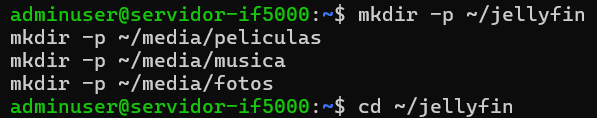 adminuser@servidor-if5000:~$ mkdir -p ~/jellyfin
mkdir -p ~/media/peliculas
mkdir -p ~/media/musica
mkdir -p ~/media/fotos
adminuser@servidor-if5000:~$ cd ~/jellyfin